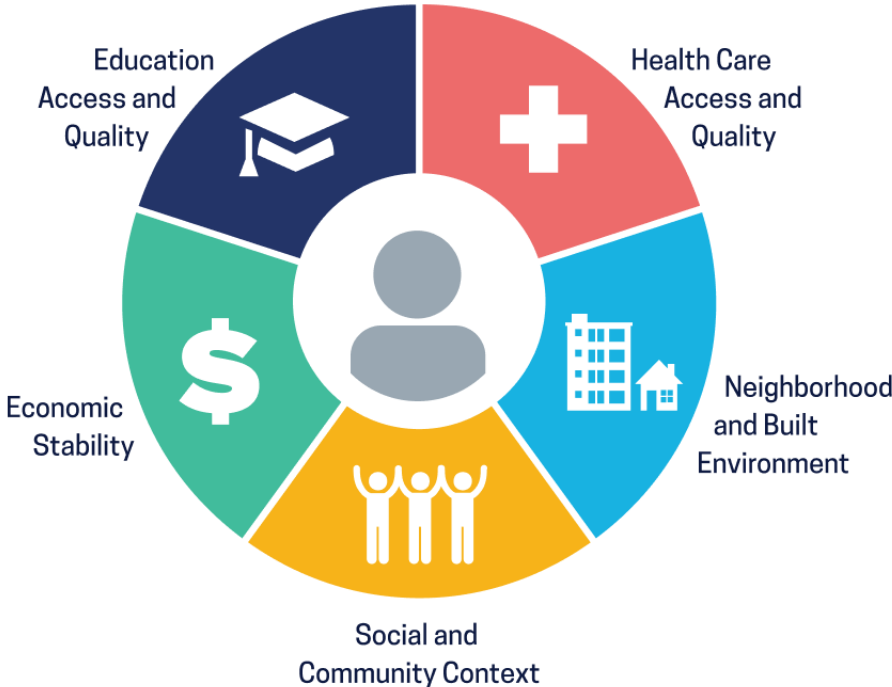 Education
Access and
Quality
Health Care
Access and
Quality
Economic
Stability
Neighborhood
and Built
Environment
Social and
Community Context